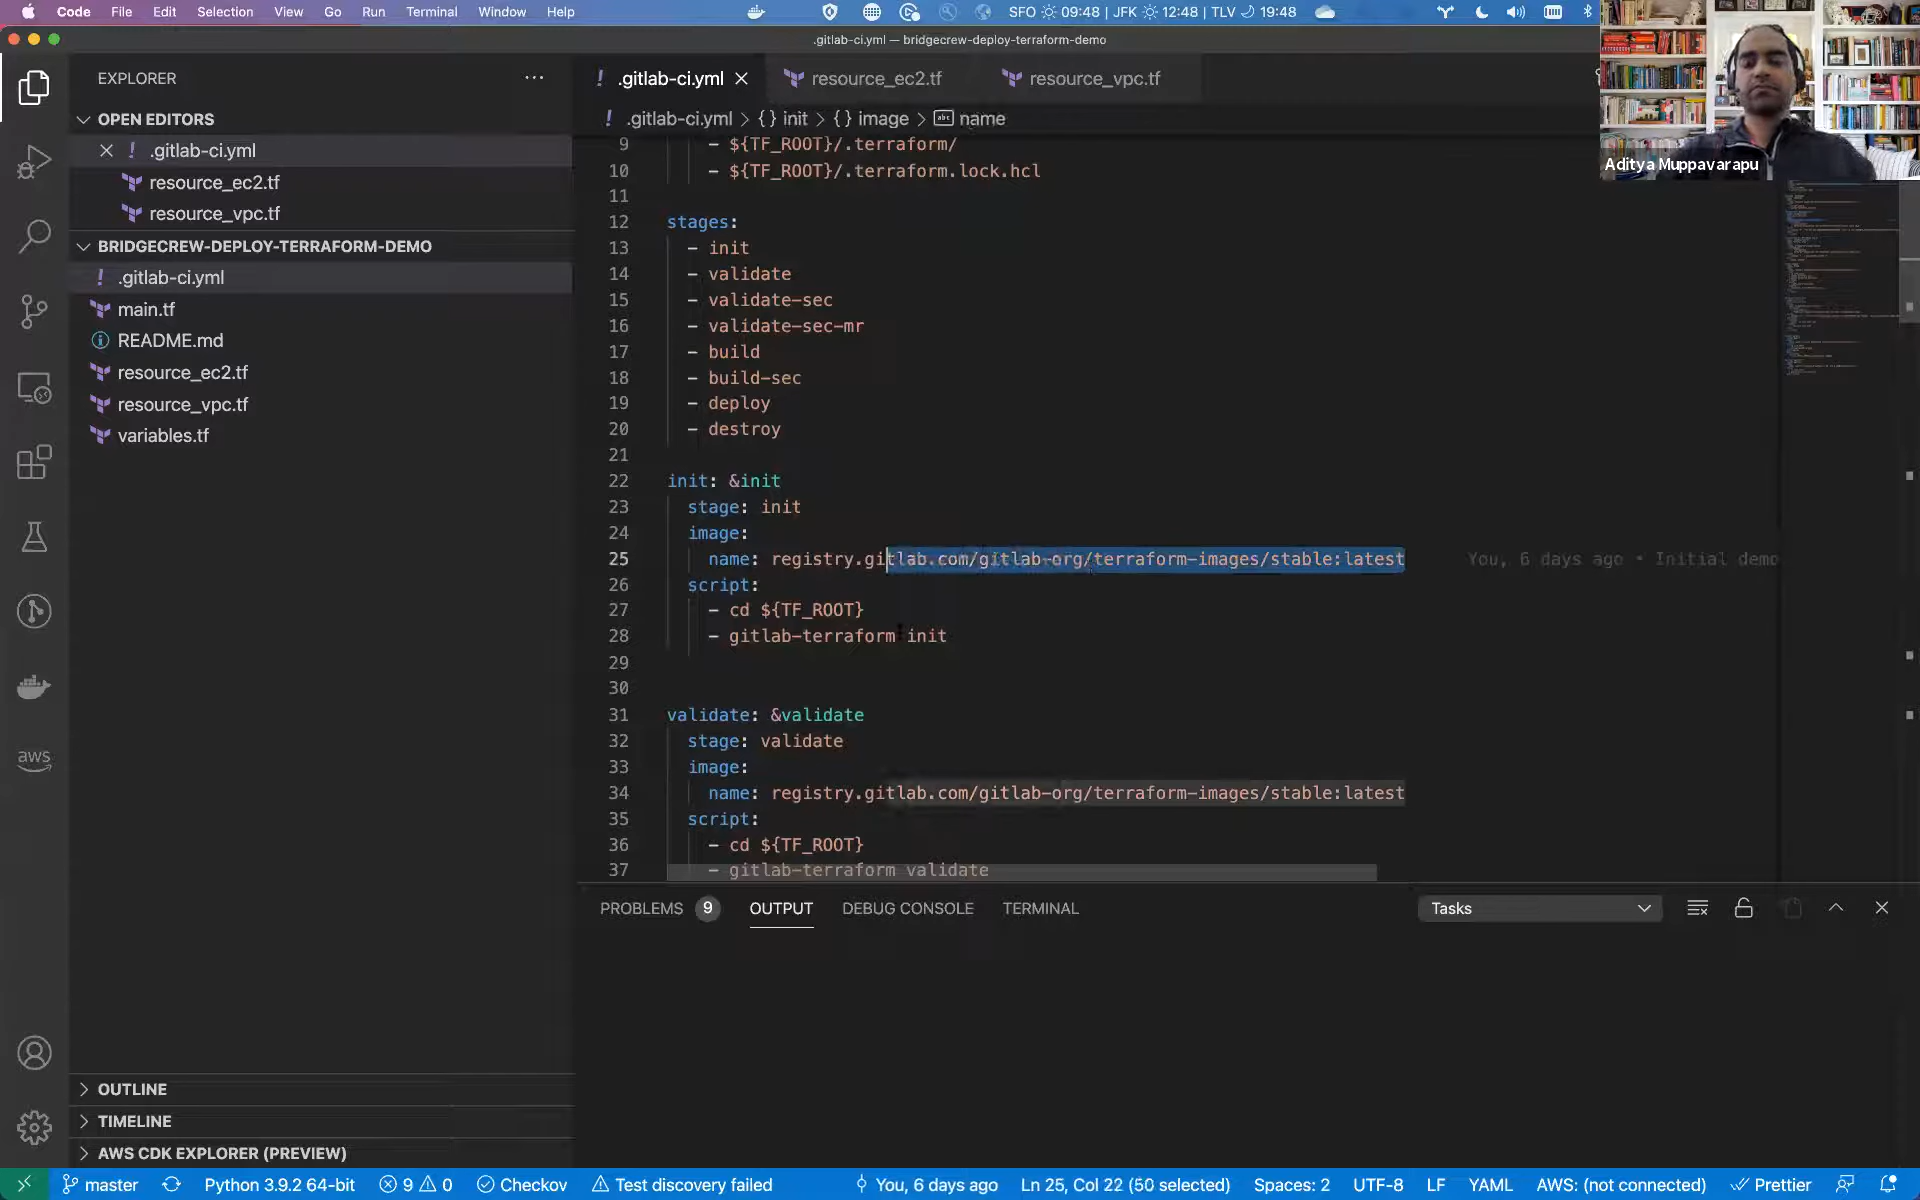 Code File Edit Selection View Go Run Terminal Window Help SFO 09:48 | JFK 12:48 | TLV 19:48
.gitlab-ci.yml — bridgecrew-deploy-terraform-demo
EXPLORER
OPEN EDITORS
.gitlab-ci.yml
resource_ec2.tf
resource_vpc.tf
BRIDGECREW-DEPLOY-TERRAFORM-DEMO
.gitlab-ci.yml
main.tf
README.md
resource_ec2.tf
resource_vpc.tf
variables.tf
OUTLINE
TIMELINE
AWS CDK EXPLORER (PREVIEW)
aws
.gitlab-ci.yml resource_ec2.tf resource_vpc.tf
.gitlab-ci.yml > {} init > {} image > abc name
Aditya Muppavarapu
9 - ${TF_ROOT}/.terraform/
10 - ${TF_ROOT}/.terraform.lock.hcl
11
12 stages:
13 - init
14 - validate
15 - validate-sec
16 - validate-sec-mr
17 - build
18 - build-sec
19 - deploy
20 - destroy
21
22 init: &init
23 stage: init
24 image:
25 name: registry.gitlab.com/gitlab-org/terraform-images/stable:latest You, 6 days ago • Initial demo
26 script:
27 - cd ${TF_ROOT}
28 - gitlab-terraform init
29
30
31 validate: &validate
32 stage: validate
33 image:
34 name: registry.gitlab.com/gitlab-org/terraform-images/stable:latest
35 script:
36 - cd ${TF_ROOT}
37 - gitlab-terraform validate
PROBLEMS 9 OUTPUT DEBUG CONSOLE TERMINAL Tasks
master Python 3.9.2 64-bit 9 0 Checkov Test discovery failed You, 6 days ago Ln 25, Col 22 (50 selected) Spaces: 2 UTF-8 LF YAML AWS: (not connected) Prettier